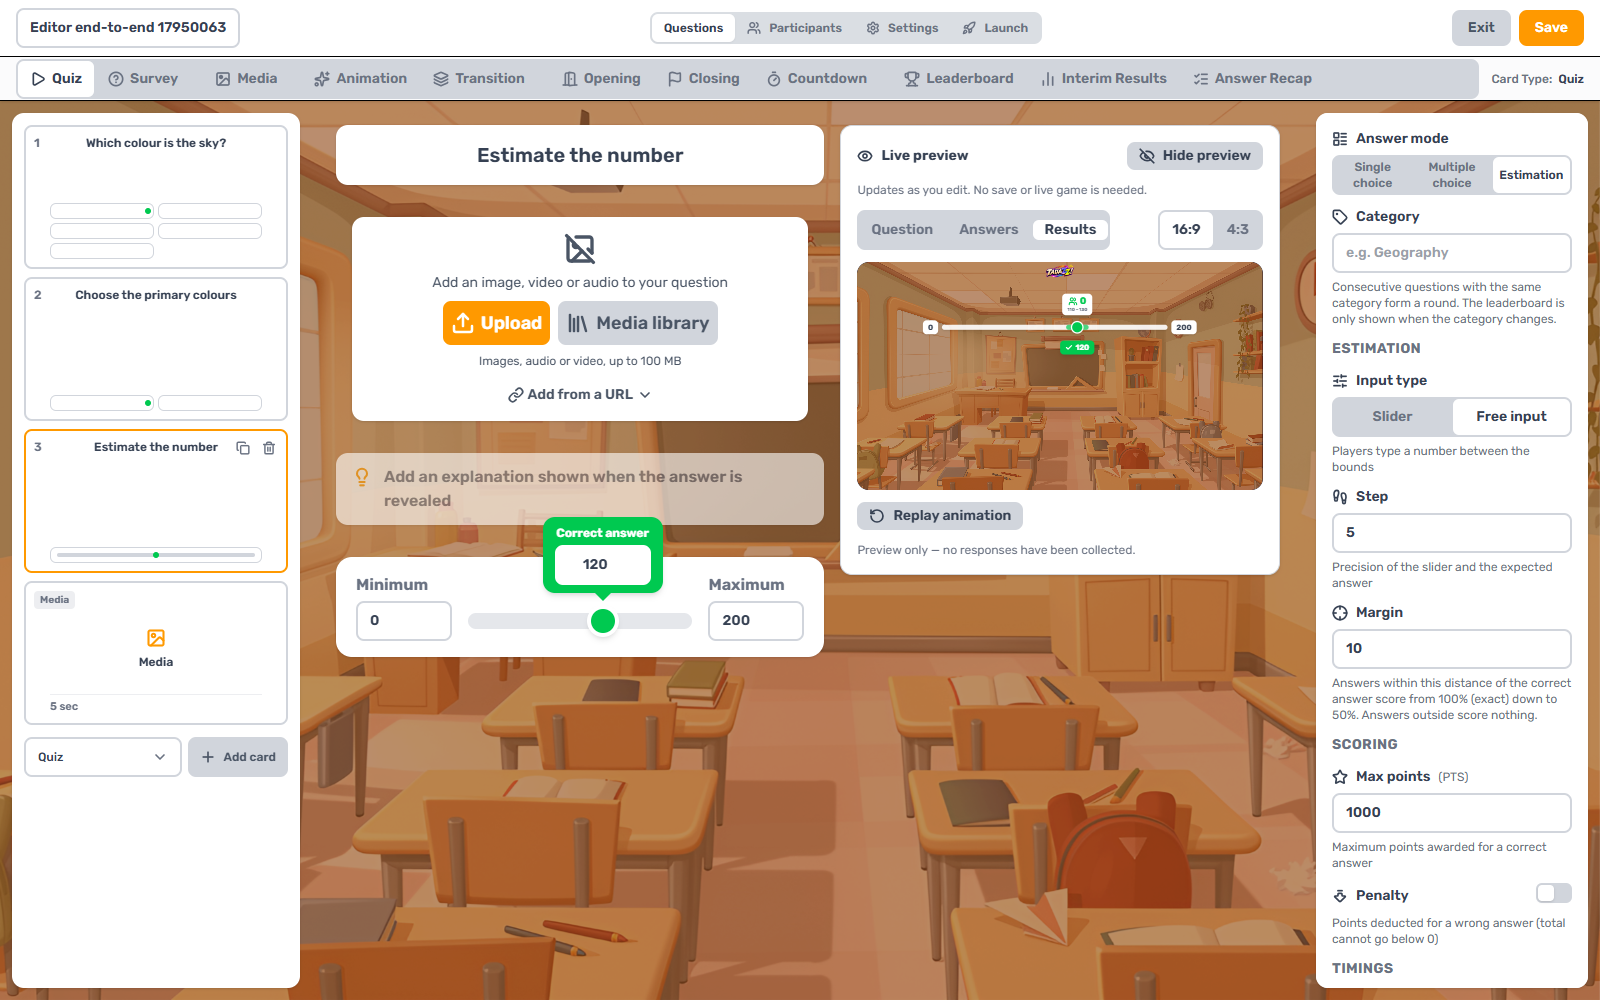 Editor end-to-end 17950063
Questions
Participants
Settings
Launch
Exit
Save
Quiz
Survey
Media
Animation
Transition
Opening
Closing
Countdown
Leaderboard
Interim Results
Answer Recap
Card Type: Quiz
1
Which colour is the sky?
2
Choose the primary colours
3
Estimate the number
Media
Media
5 sec
Quiz
Add card
Estimate the number
Add an image, video or audio to your question
Upload
Media library
Images, audio or video, up to 100 MB
Add from a URL
Add an explanation shown when the answer is
revealed
Correct answer
120
Minimum
0
Maximum
200
Live preview
Hide preview
Updates as you edit. No save or live game is needed.
Question
Answers
Results
16:9
4:3
0
110 - 130
0
200
120
Replay animation
Preview only — no responses have been collected.
Answer mode
Single
choice
Multiple
choice
Estimation
Category
e.g. Geography
Consecutive questions with the same
category form a round. The leaderboard is
only shown when the category changes.
ESTIMATION
Input type
Slider
Free input
Players type a number between the
bounds
Step
5
Precision of the slider and the expected
answer
Margin
10
Answers within this distance of the correct
answer score from 100% (exact) down to
50%. Answers outside score nothing.
SCORING
Max points (PTS)
1000
Maximum points awarded for a correct
answer
Penalty
Points deducted for a wrong answer (total
cannot go below 0)
TIMINGS